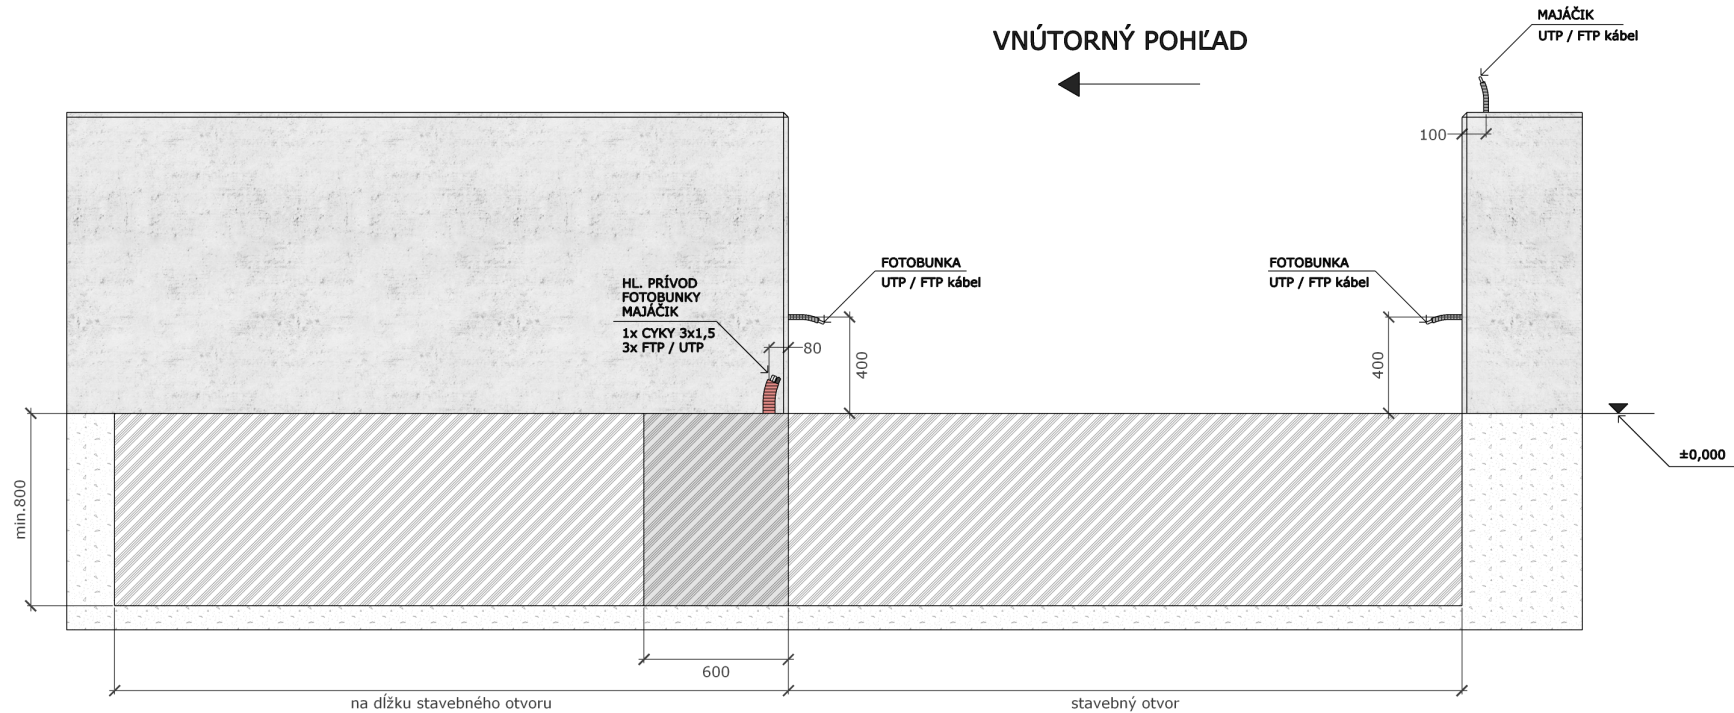 VNÚTORNÝ POHĽAD
MAJÁČIK
UTP / FTP kábel
100
FOTOBUNKA
UTP / FTP kábel
FOTOBUNKA
UTP / FTP kábel
HL. PRÍVOD
FOTOBUNKY
MAJÁČIK
1x CYKY 3x1,5
3x FTP / UTP
80
400
400
±0,000
min.800
600
na dĺžku stavebného otvoru
stavebný otvor